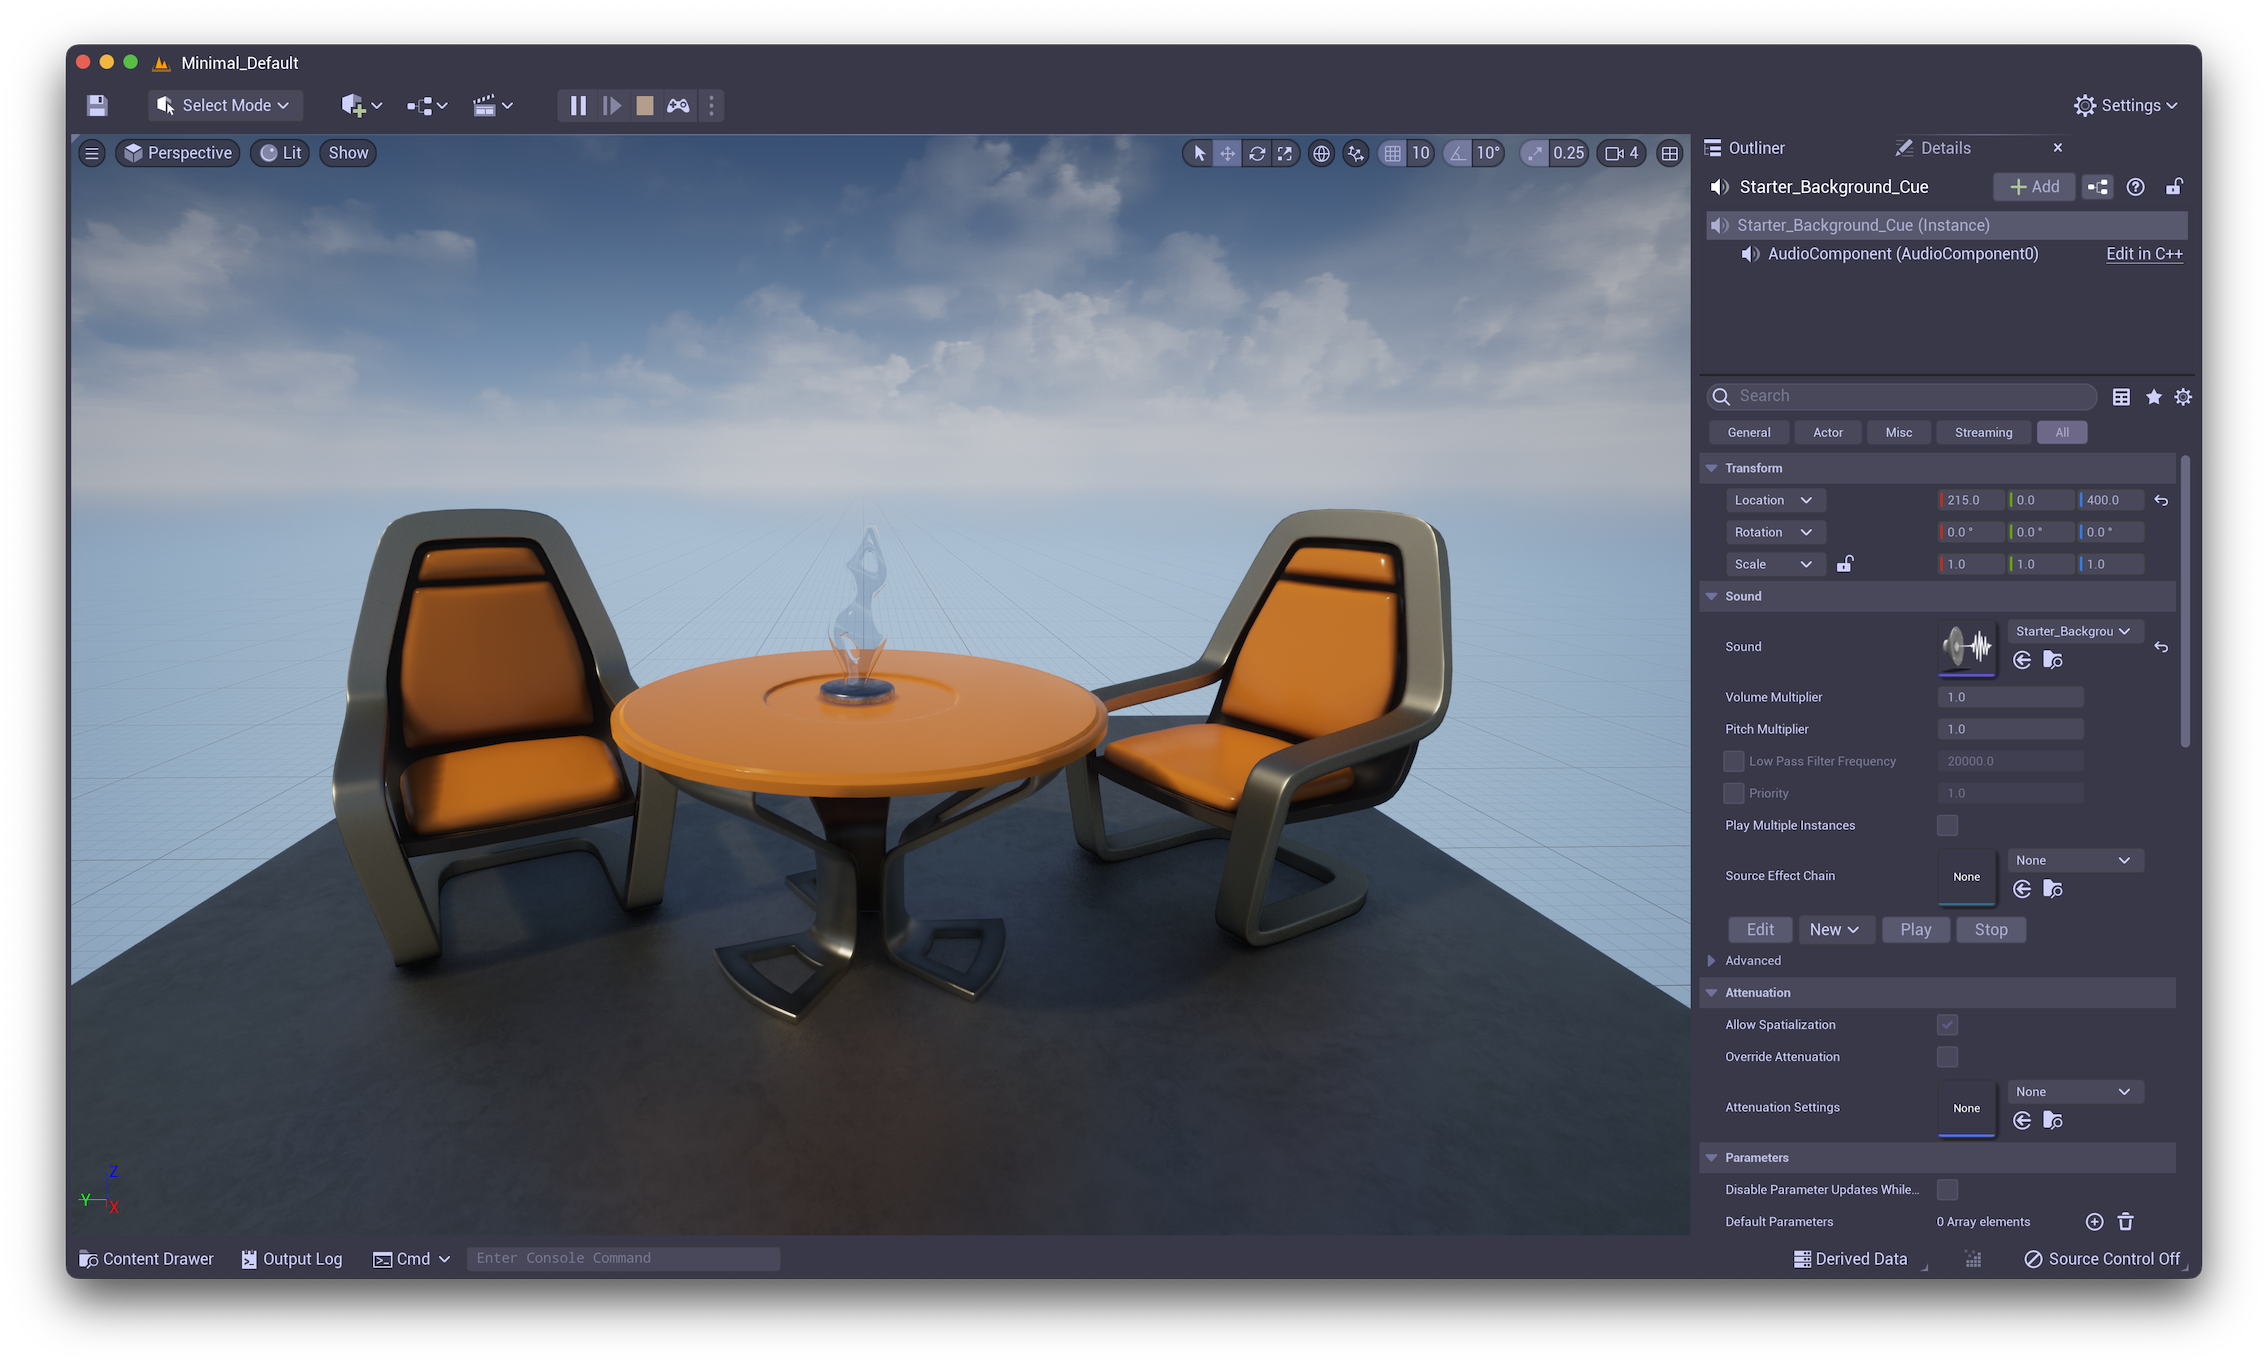 Minimal_Default
Select Mode
Settings
Perspective Lit Show
10 10° 0.25 4
Outliner Details
Starter_Background_Cue Add
Starter_Background_Cue (Instance)
AudioComponent (AudioComponent0) Edit in C++
Search
General Actor Misc Streaming All
Transform
Location 215.0 0.0 400.0
Rotation 0.0 ° 0.0 ° 0.0 °
Scale 1.0 1.0 1.0
Sound
Starter_Backgrou
Sound
Volume Multiplier 1.0
Pitch Multiplier 1.0
Low Pass Filter Frequency 20000.0
Priority 1.0
Play Multiple Instances
None
Source Effect Chain None
Edit New Play Stop
Advanced
Attenuation
Allow Spatialization
Override Attenuation
None
Attenuation Settings None
Parameters
Disable Parameter Updates While...
Default Parameters 0 Array elements
Z
Y
X
Content Drawer Output Log Cmd Enter Console Command
Derived Data Source Control Off